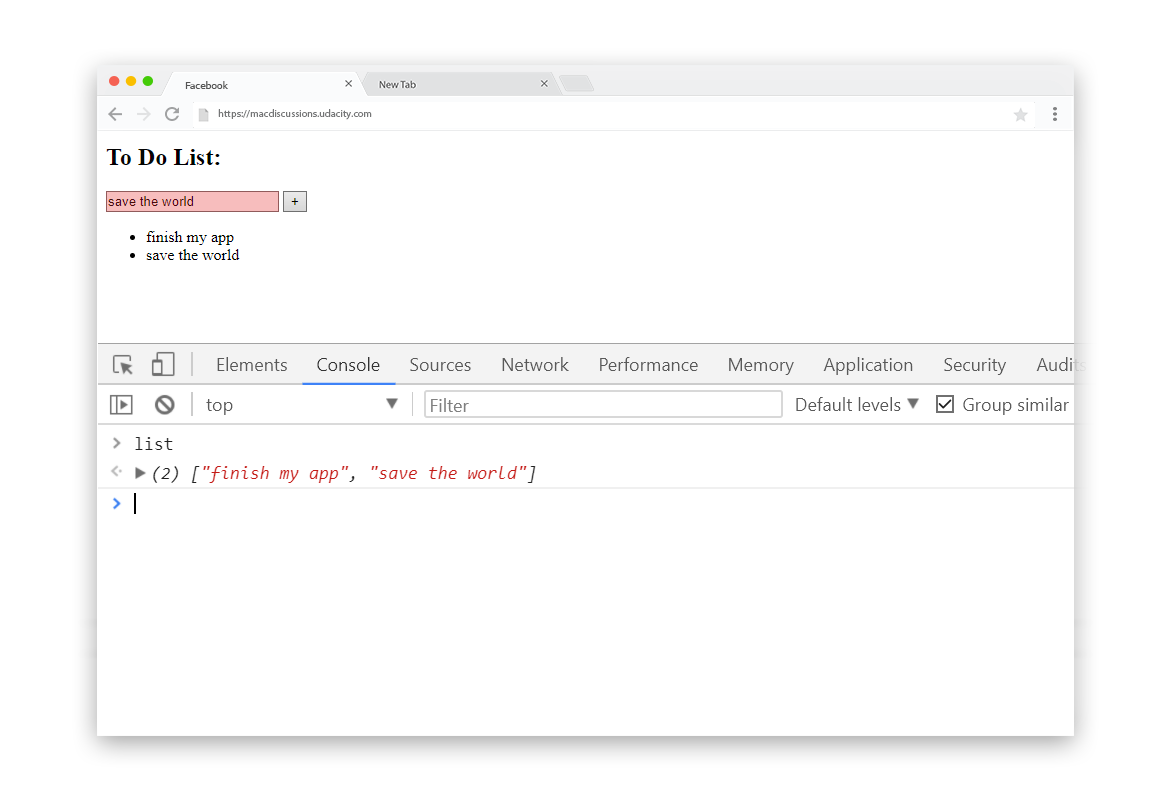 Facebook New Tab
https://macdiscussions.udacity.com
To Do List:
save the world +
finish my app
save the world
Elements Console Sources Network Performance Memory Application Security Audits
top Filter Default levels Group similar
list
(2) ["finish my app", "save the world"]